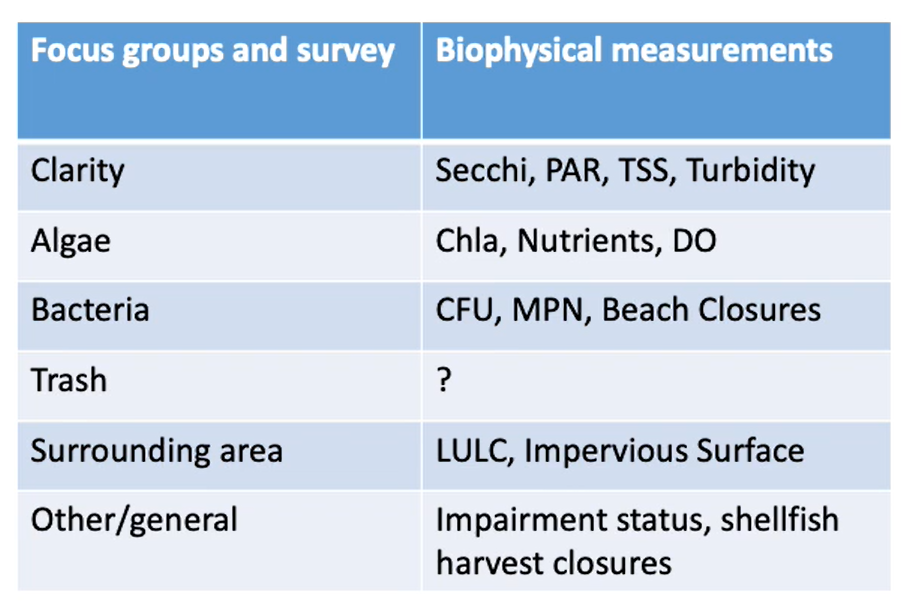 Focus groups and survey
Biophysical measurements
Clarity
Secchi, PAR, TSS, Turbidity
Algae
Chla, Nutrients, DO
Bacteria
CFU, MPN, Beach Closures
Trash
?
Surrounding area
LULC, Impervious Surface
Other/general
Impairment status, shellfish
harvest closures